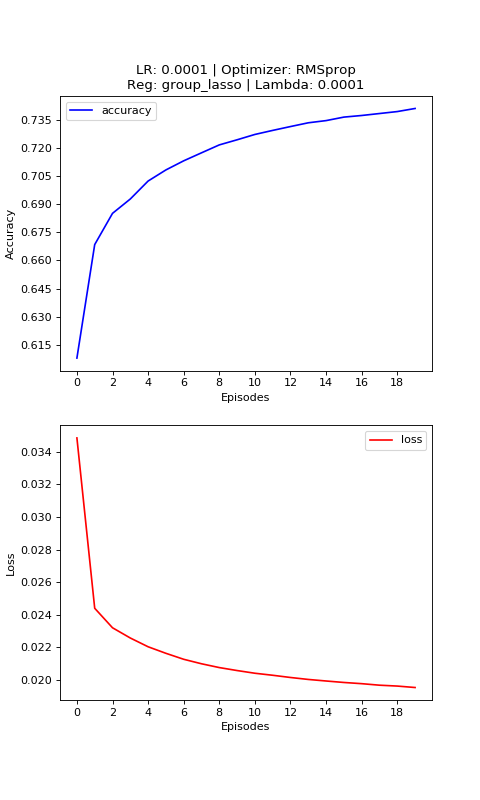 LR: 0.0001 | Optimizer: RMSprop
Reg: group_lasso | Lambda: 0.0001
accuracy
0.735
0.720
0.705
0.690
0.675
0.660
0.645
0.630
0.615
Accuracy
0 2 4 6 8 10 12 14 16 18
Episodes
loss
0.034
0.032
0.030
0.028
0.026
0.024
0.022
0.020
Loss
0 2 4 6 8 10 12 14 16 18
Episodes